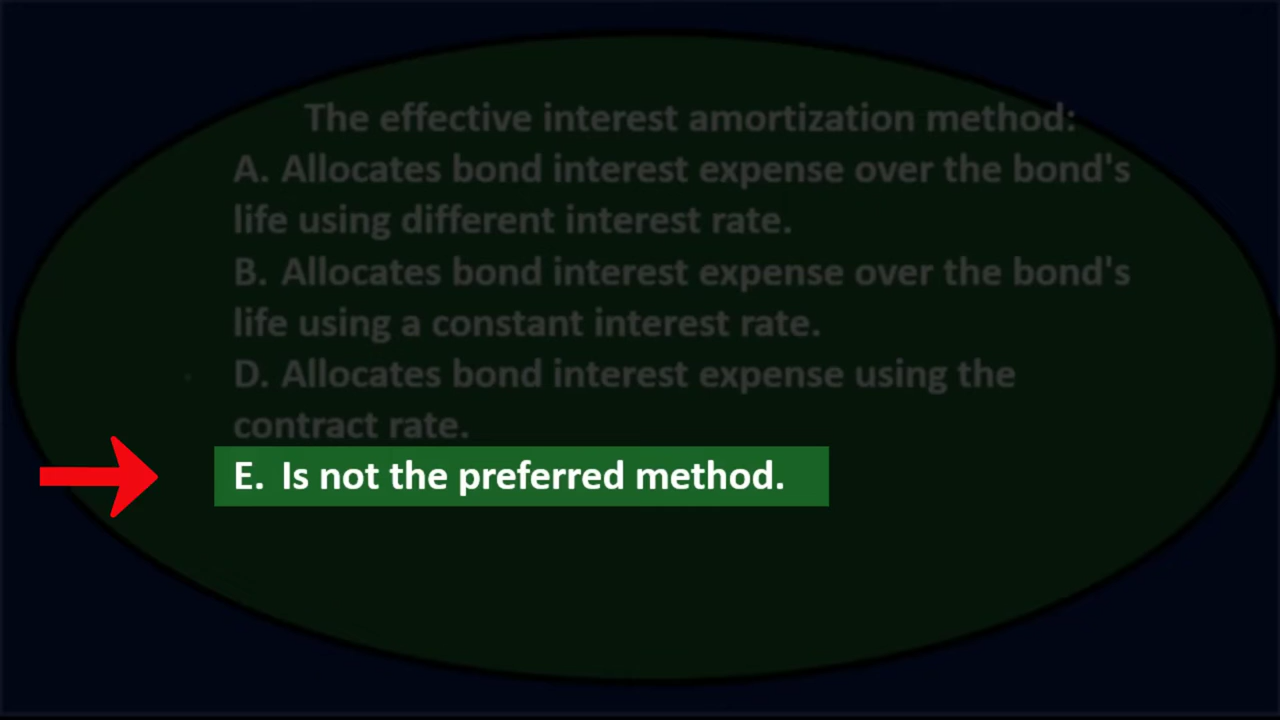 The effective interest amortization method:
A. Allocates bond interest expense over the bond's
life using different interest rate.
B. Allocates bond interest expense over the bond's
life using a constant interest rate.
D. Allocates bond interest expense using the
contract rate.
E. Is not the preferred method.